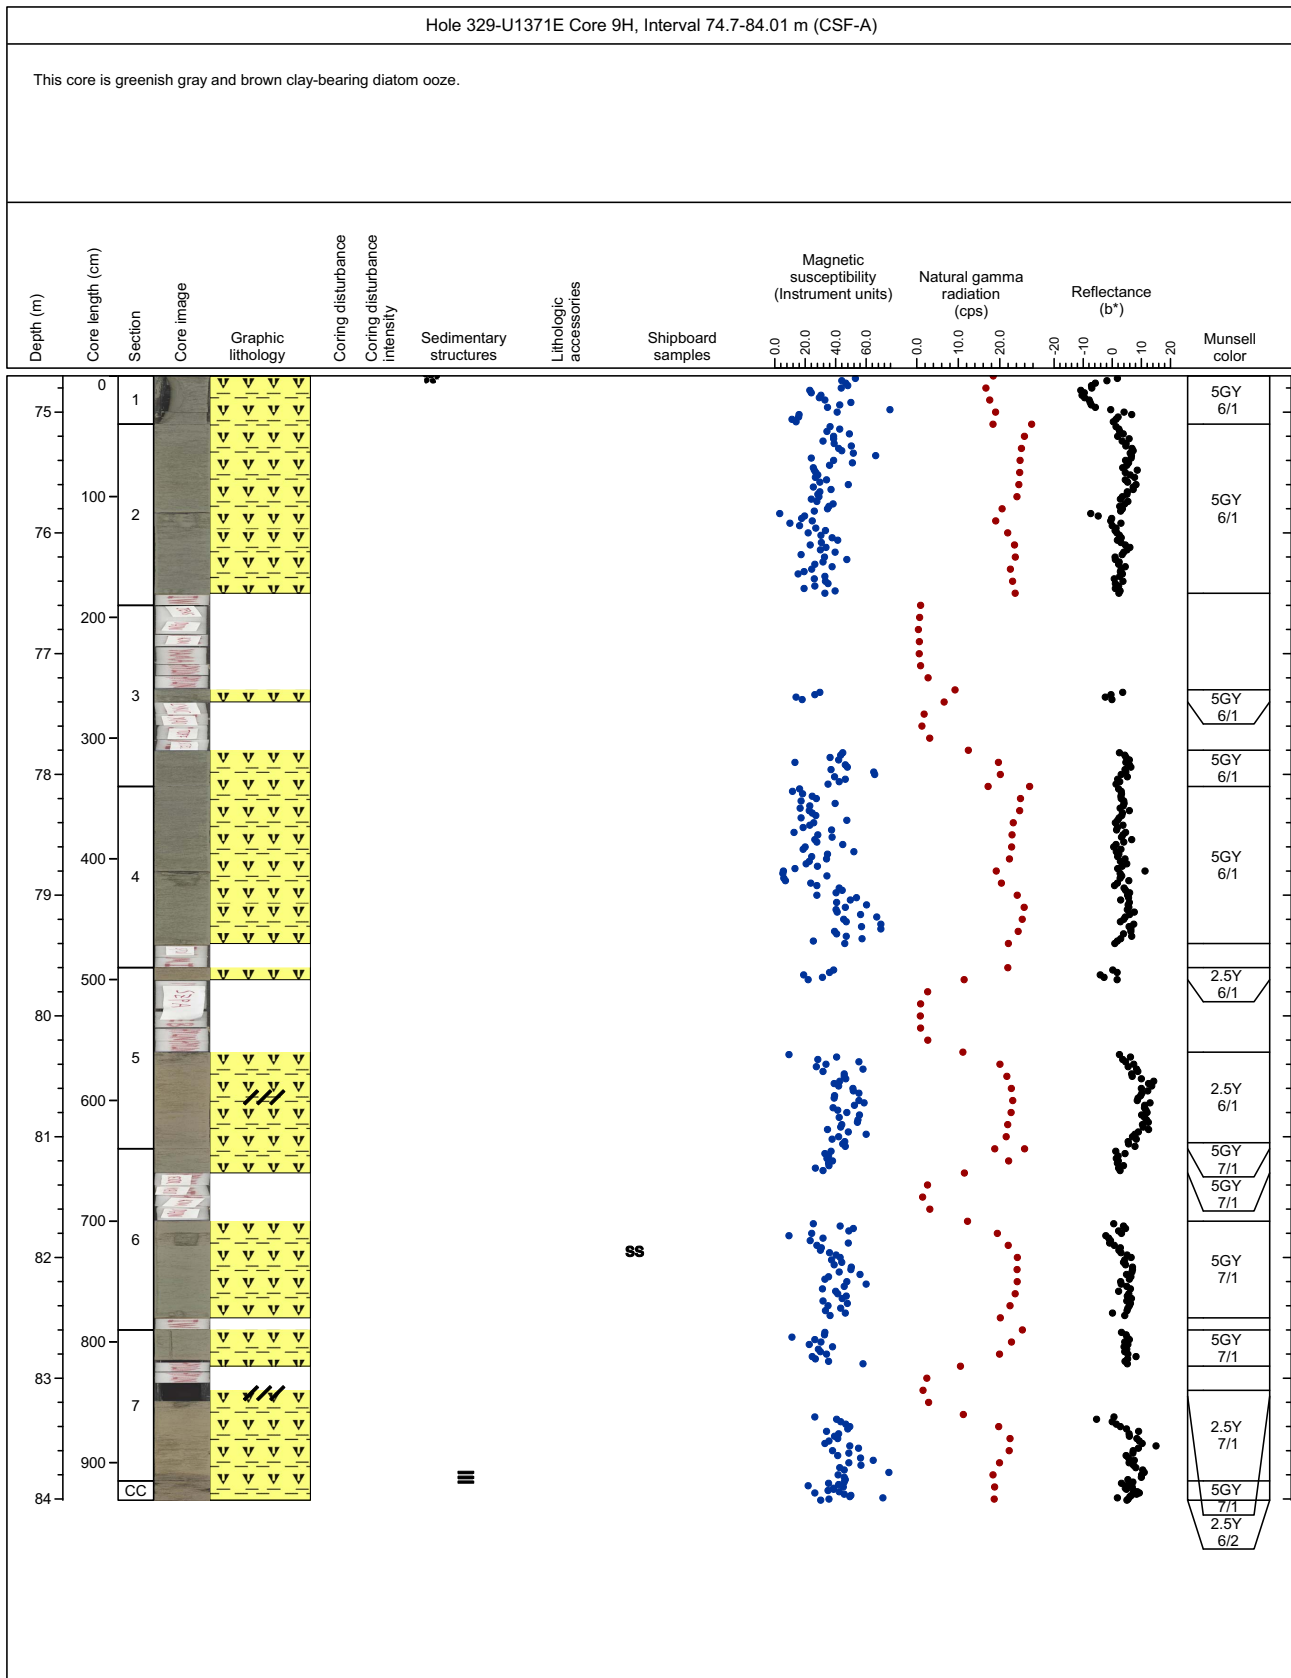 Hole 329-U1371E Core 9H, Interval 74.7-84.01 m (CSF-A)
This core is greenish gray and brown clay-bearing diatom ooze.
Depth (m)
Core length (cm)
Section
Core image
Graphic
lithology
Coring disturbance
Coring disturbance
intensity
Sedimentary
structures
Lithologic
accessories
Shipboard
samples
Magnetic
susceptibility
(Instrument units)
0.0 20.0 40.0 60.0
Natural gamma
radiation
(cps)
0.0 10.0 20.0
Reflectance
(b*)
-20 -10 0 10 20
Munsell
color
75
76
77
78
79
80
81
82
83
84
0
100
200
300
400
500
600
700
800
900
1
2
3
4
5
6
7
CC
ss
5GY
6/1
5GY
6/1
5GY
6/1
5GY
6/1
5GY
6/1
2.5Y
6/1
2.5Y
6/1
5GY
7/1
5GY
7/1
5GY
7/1
5GY
7/1
2.5Y
7/1
5GY
7/1
2.5Y
6/2